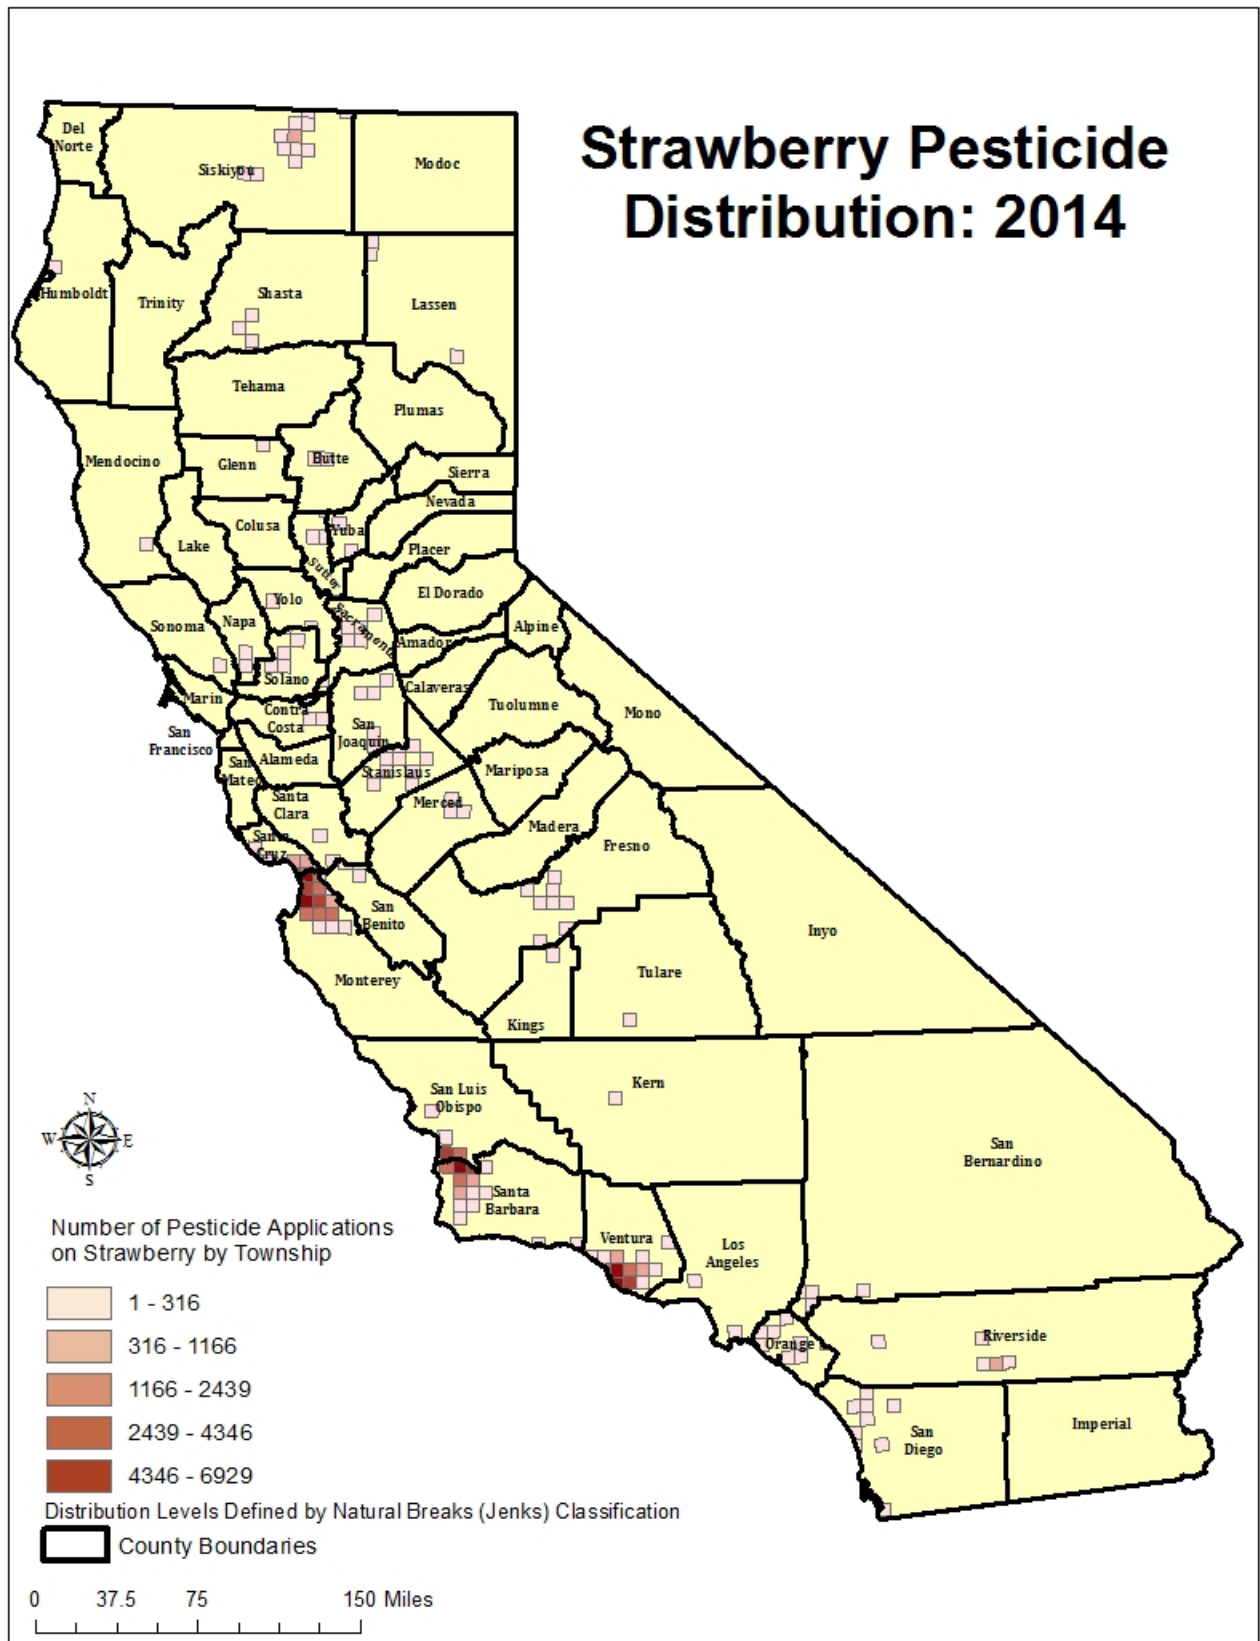 Strawberry Pesticide
Distribution: 2014
Del
Norte
Siskiyou
Modoc
Humboldt
Trinity
Shasta
Lassen
Tehama
Plumas
Mendocino
Glenn
Butte
Sierra
Nevada
Colusa
Yuba
Lake
Placer
Sutter
Yolo
El Dorado
Sonoma
Napa
Sacramento
Amador
Alpine
Solano
Calaveras
Marin
Contra
Costa
Tuolumne
Mono
San
Francisco
San
Joaquin
San
Mateo
Alameda
Stanislaus
Mariposa
Santa
Clara
Merced
Madera
Santa
Cruz
Fresno
San
Benito
Inyo
Monterey
Tulare
Kings
San Luis
Obispo
Kern
San
Bernardino
Santa
Barbara
Ventura
Los
Angeles
Orange
Riverside
San
Diego
Imperial
N
W E
S
Number of Pesticide Applications
on Strawberry by Township
1 - 316
316 - 1166
1166 - 2439
2439 - 4346
4346 - 6929
Distribution Levels Defined by Natural Breaks (Jenks) Classification
County Boundaries
0 37.5 75 150 Miles